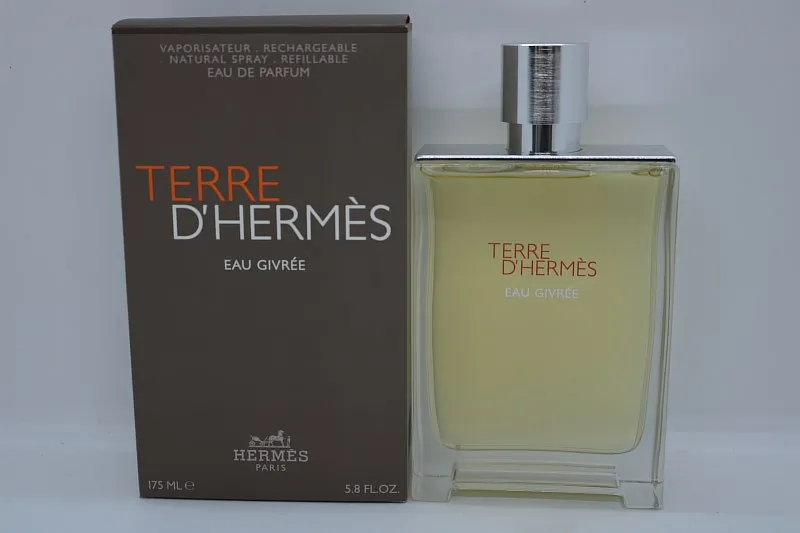 VAPORISATEUR . RECHARGEABLE
. NATURAL SPRAY . REFILLABLE
EAU DE PARFUM
TERRE
D'HERMÈS
EAU GIVRÉE
HERMÈS
PARIS
175 ML ℮
5.8 FL.OZ.
TERRE
D'HERMÈS
EAU GIVRÉE